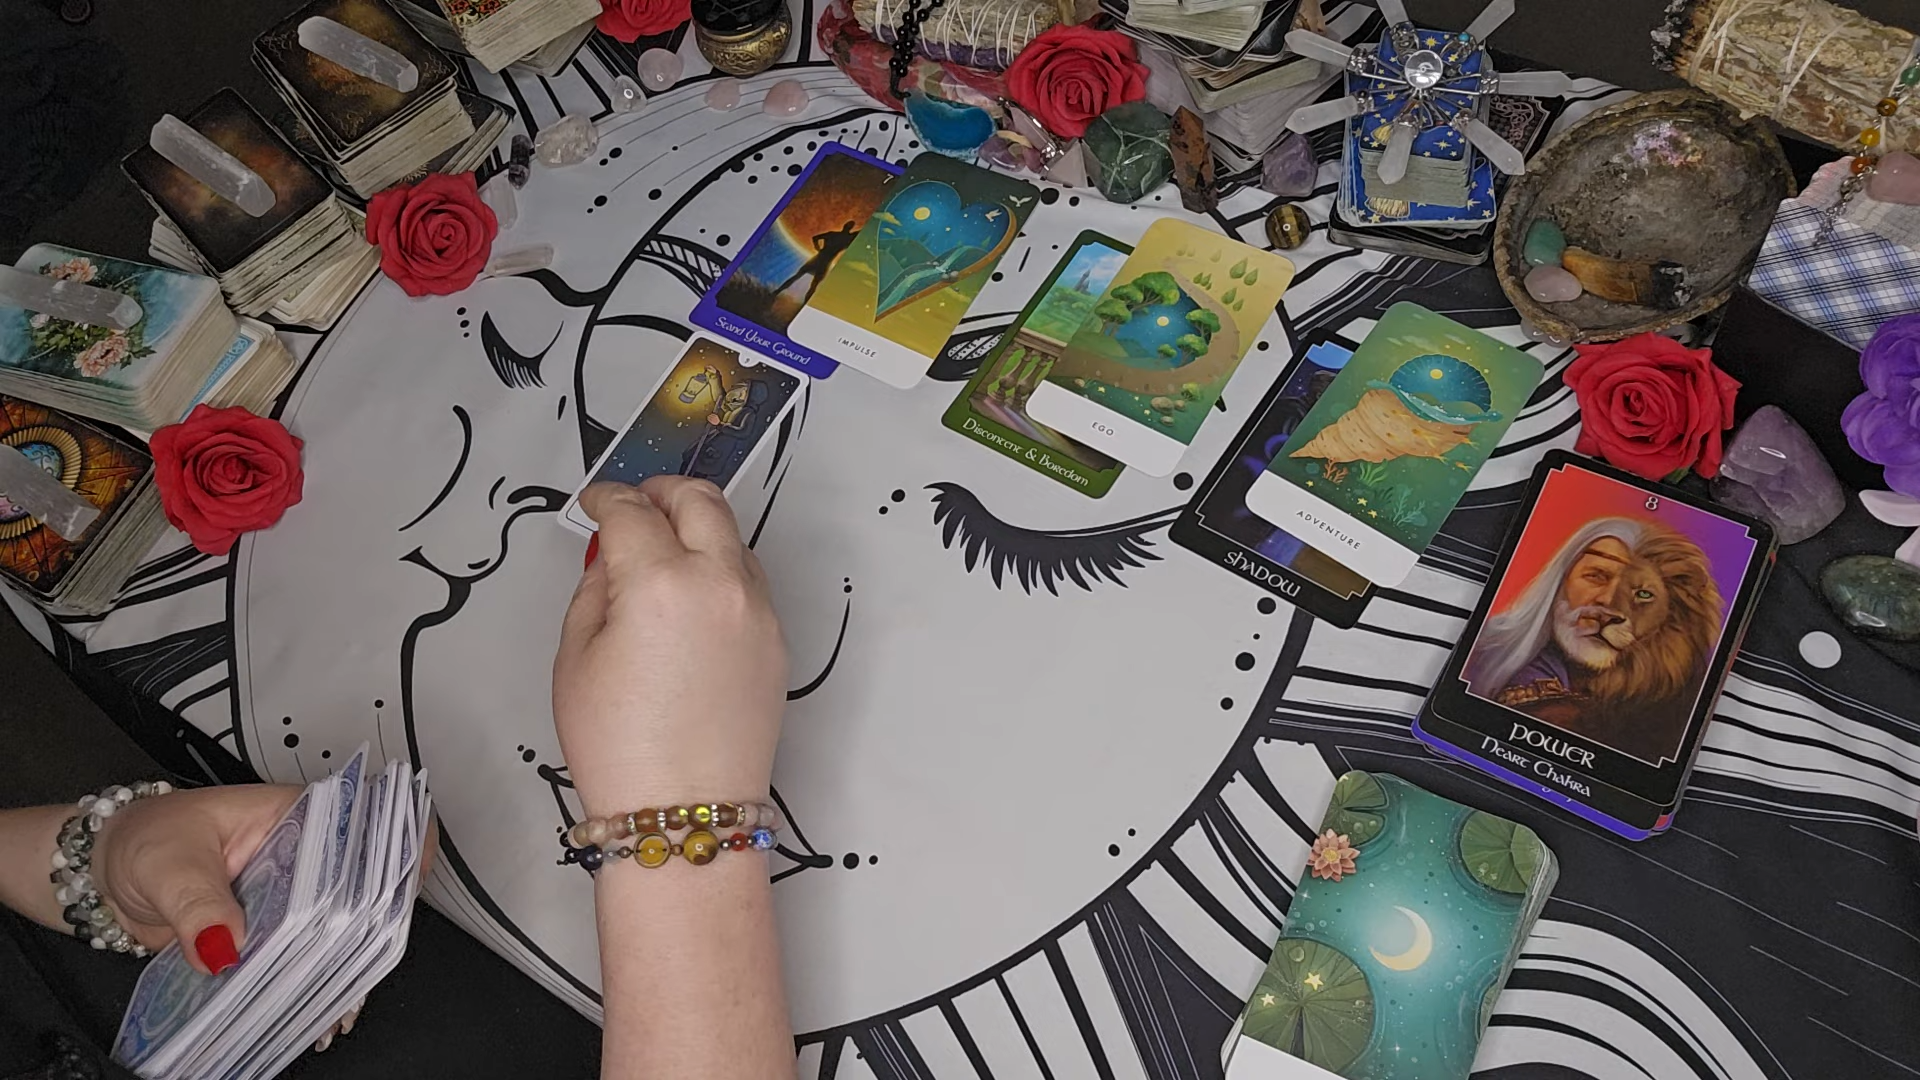 Stand Your Ground
IMPULSE
Discontent & Boredom
EGO
SHADOW
ADVENTURE
8
POWER
Heart Chakra